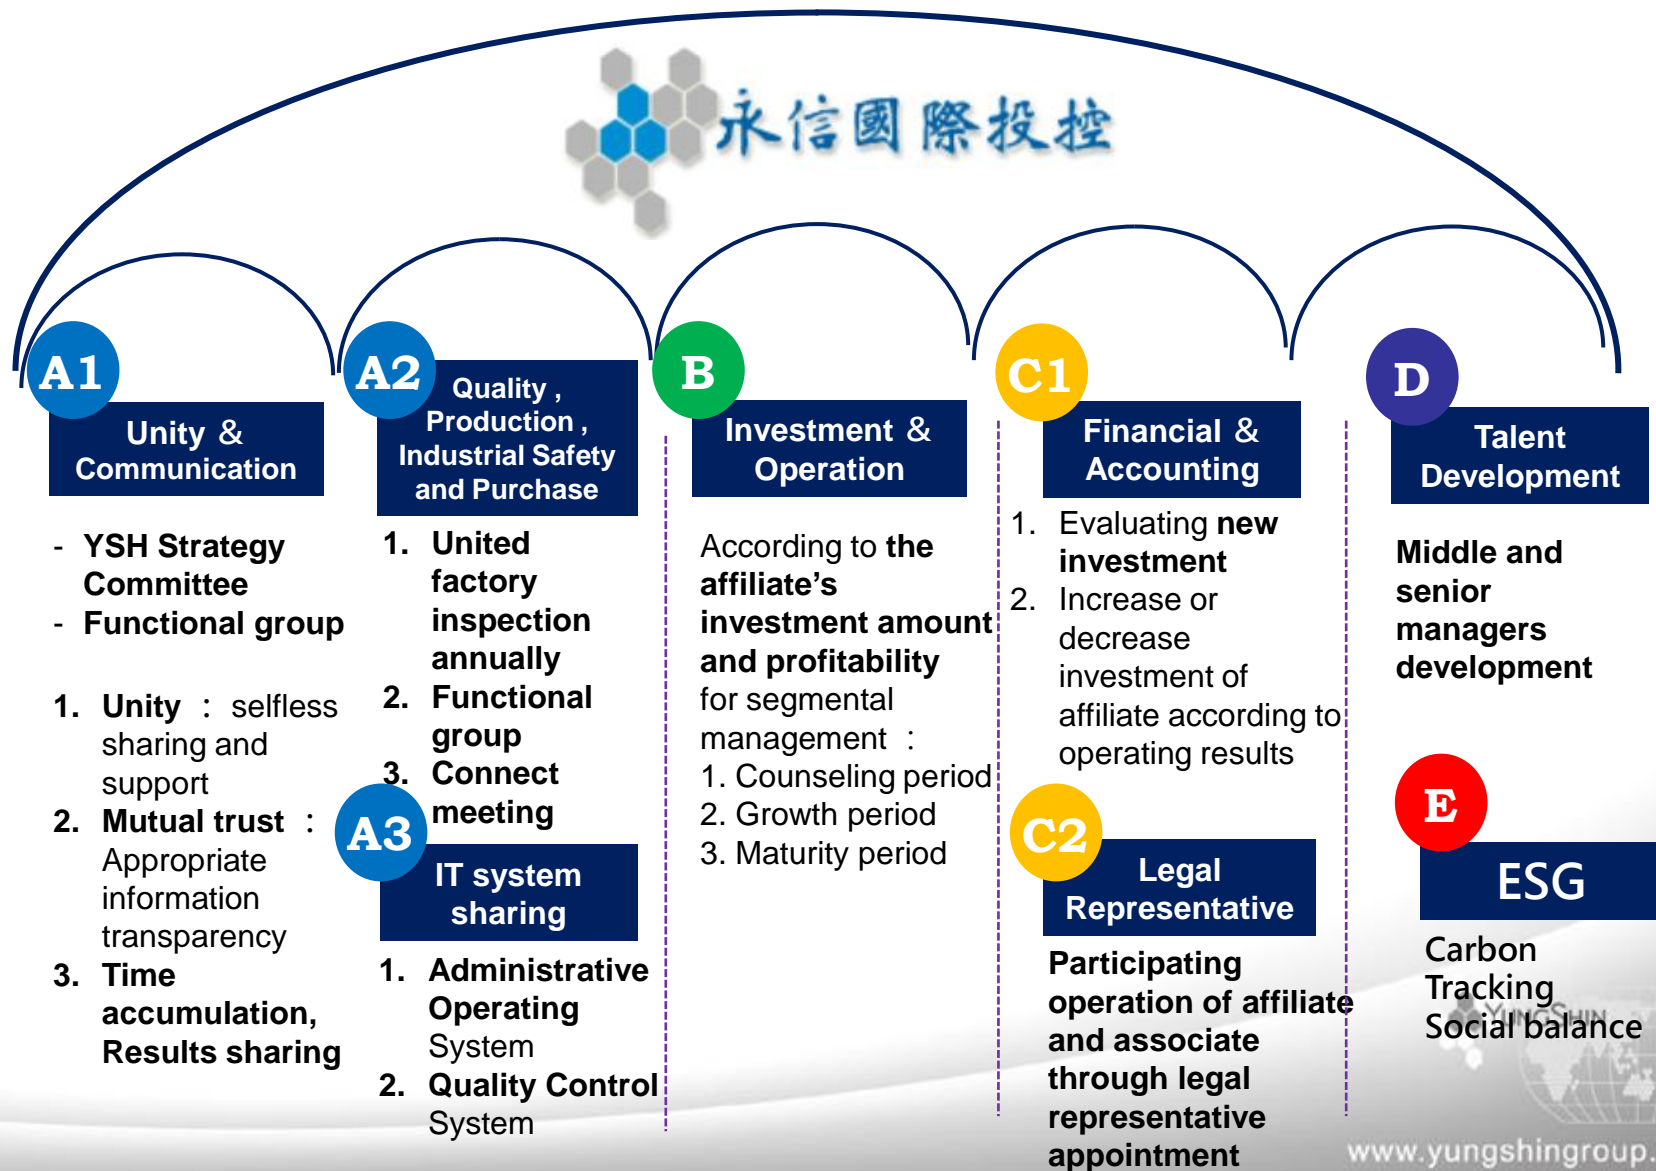 永信國際投控
A1
Unity &
Communication
- YSH Strategy
Committee
- Functional group
1. Unity : selfless
sharing and
support
2. Mutual trust :
Appropriate
information
transparency
3. Time
accumulation,
Results sharing
A2
Quality ,
Production ,
Industrial Safety
and Purchase
1. United
factory
inspection
annually
2. Functional
group
3. Connect
meeting
A3
IT system
sharing
1. Administrative
Operating
System
2. Quality Control
System
B
Investment &
Operation
According to the
affiliate’s
investment amount
and profitability
for segmental
management :
1. Counseling period
2. Growth period
3. Maturity period
C1
Financial &
Accounting
1. Evaluating new
investment
2. Increase or
decrease
investment of
affiliate according to
operating results
C2
Legal
Representative
Participating
operation of affiliate
and associate
through legal
representative
appointment
D
Talent
Development
Middle and
senior
managers
development
E
ESG
Carbon
Tracking
Social balance
YUNGSHIN
www.yungshingroup.